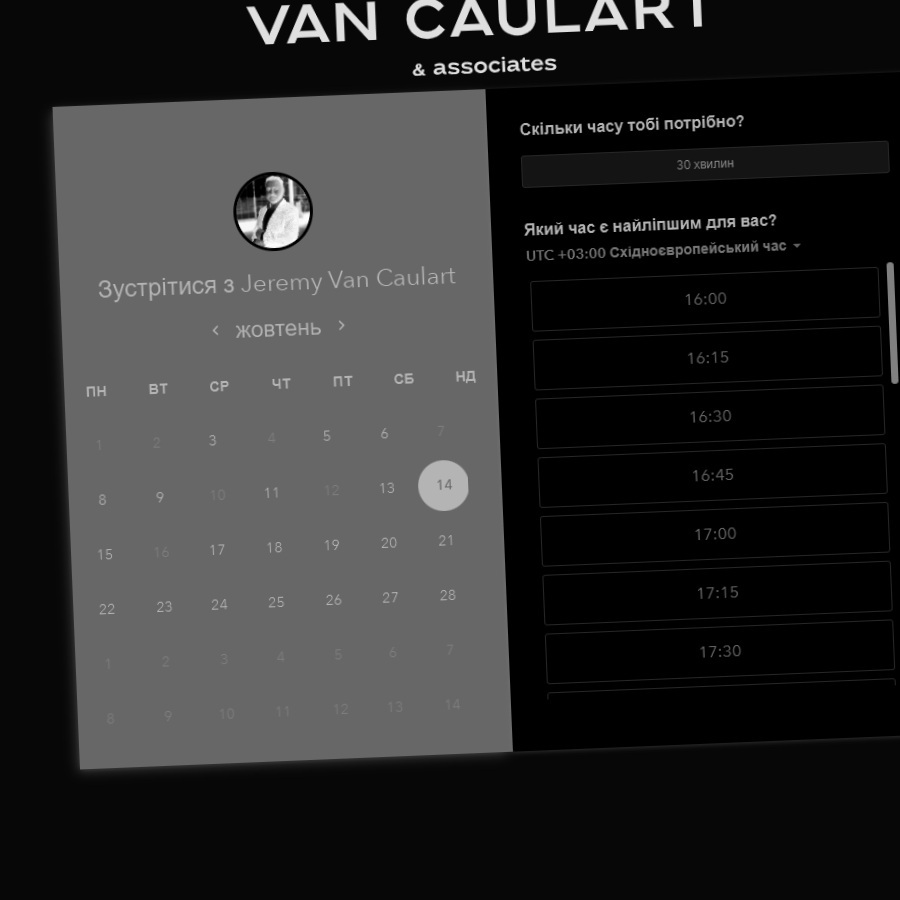 VAN CAULART
& associates
Зустрітися з Jeremy Van Caulart
жовтень
ПН ВТ СР ЧТ ПТ СБ НД
1 2 3 4 5 6 7
8 9 10 11 12 13 14
15 16 17 18 19 20 21
22 23 24 25 26 27 28
1 2 3 4 5 6 7
8 9 10 11 12 13 14
Скільки часу тобі потрібно?
30 хвилин
Який час є найліпшим для вас?
UTC +03:00 Східноєвропейський час
16:00
16:15
16:30
16:45
17:00
17:15
17:30